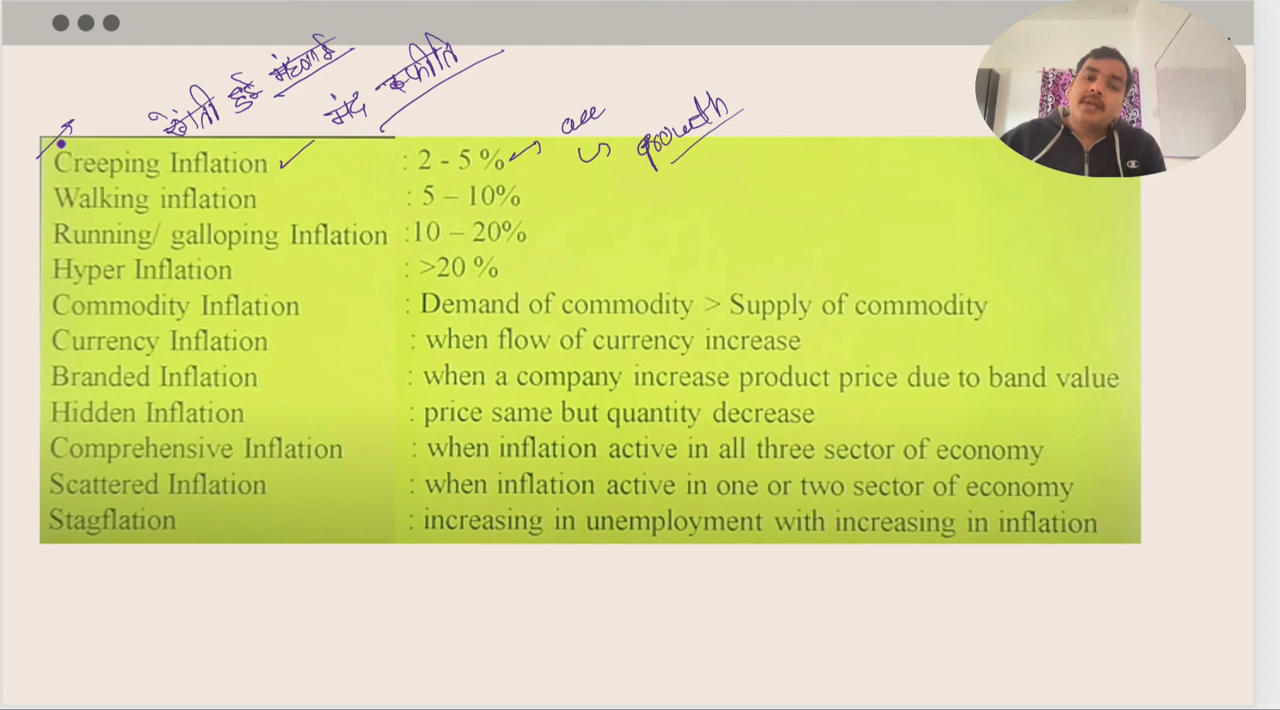 रेंगती हुई मंहगाई
मंद स्फीति
growth
Creeping Inflation : 2 - 5 %
Walking inflation : 5 – 10%
Running/ galloping Inflation :10 – 20%
Hyper Inflation : >20 %
Commodity Inflation : Demand of commodity > Supply of commodity
Currency Inflation : when flow of currency increase
Branded Inflation : when a company increase product price due to band value
Hidden Inflation : price same but quantity decrease
Comprehensive Inflation : when inflation active in all three sector of economy
Scattered Inflation : when inflation active in one or two sector of economy
Stagflation : increasing in unemployment with increasing in inflation